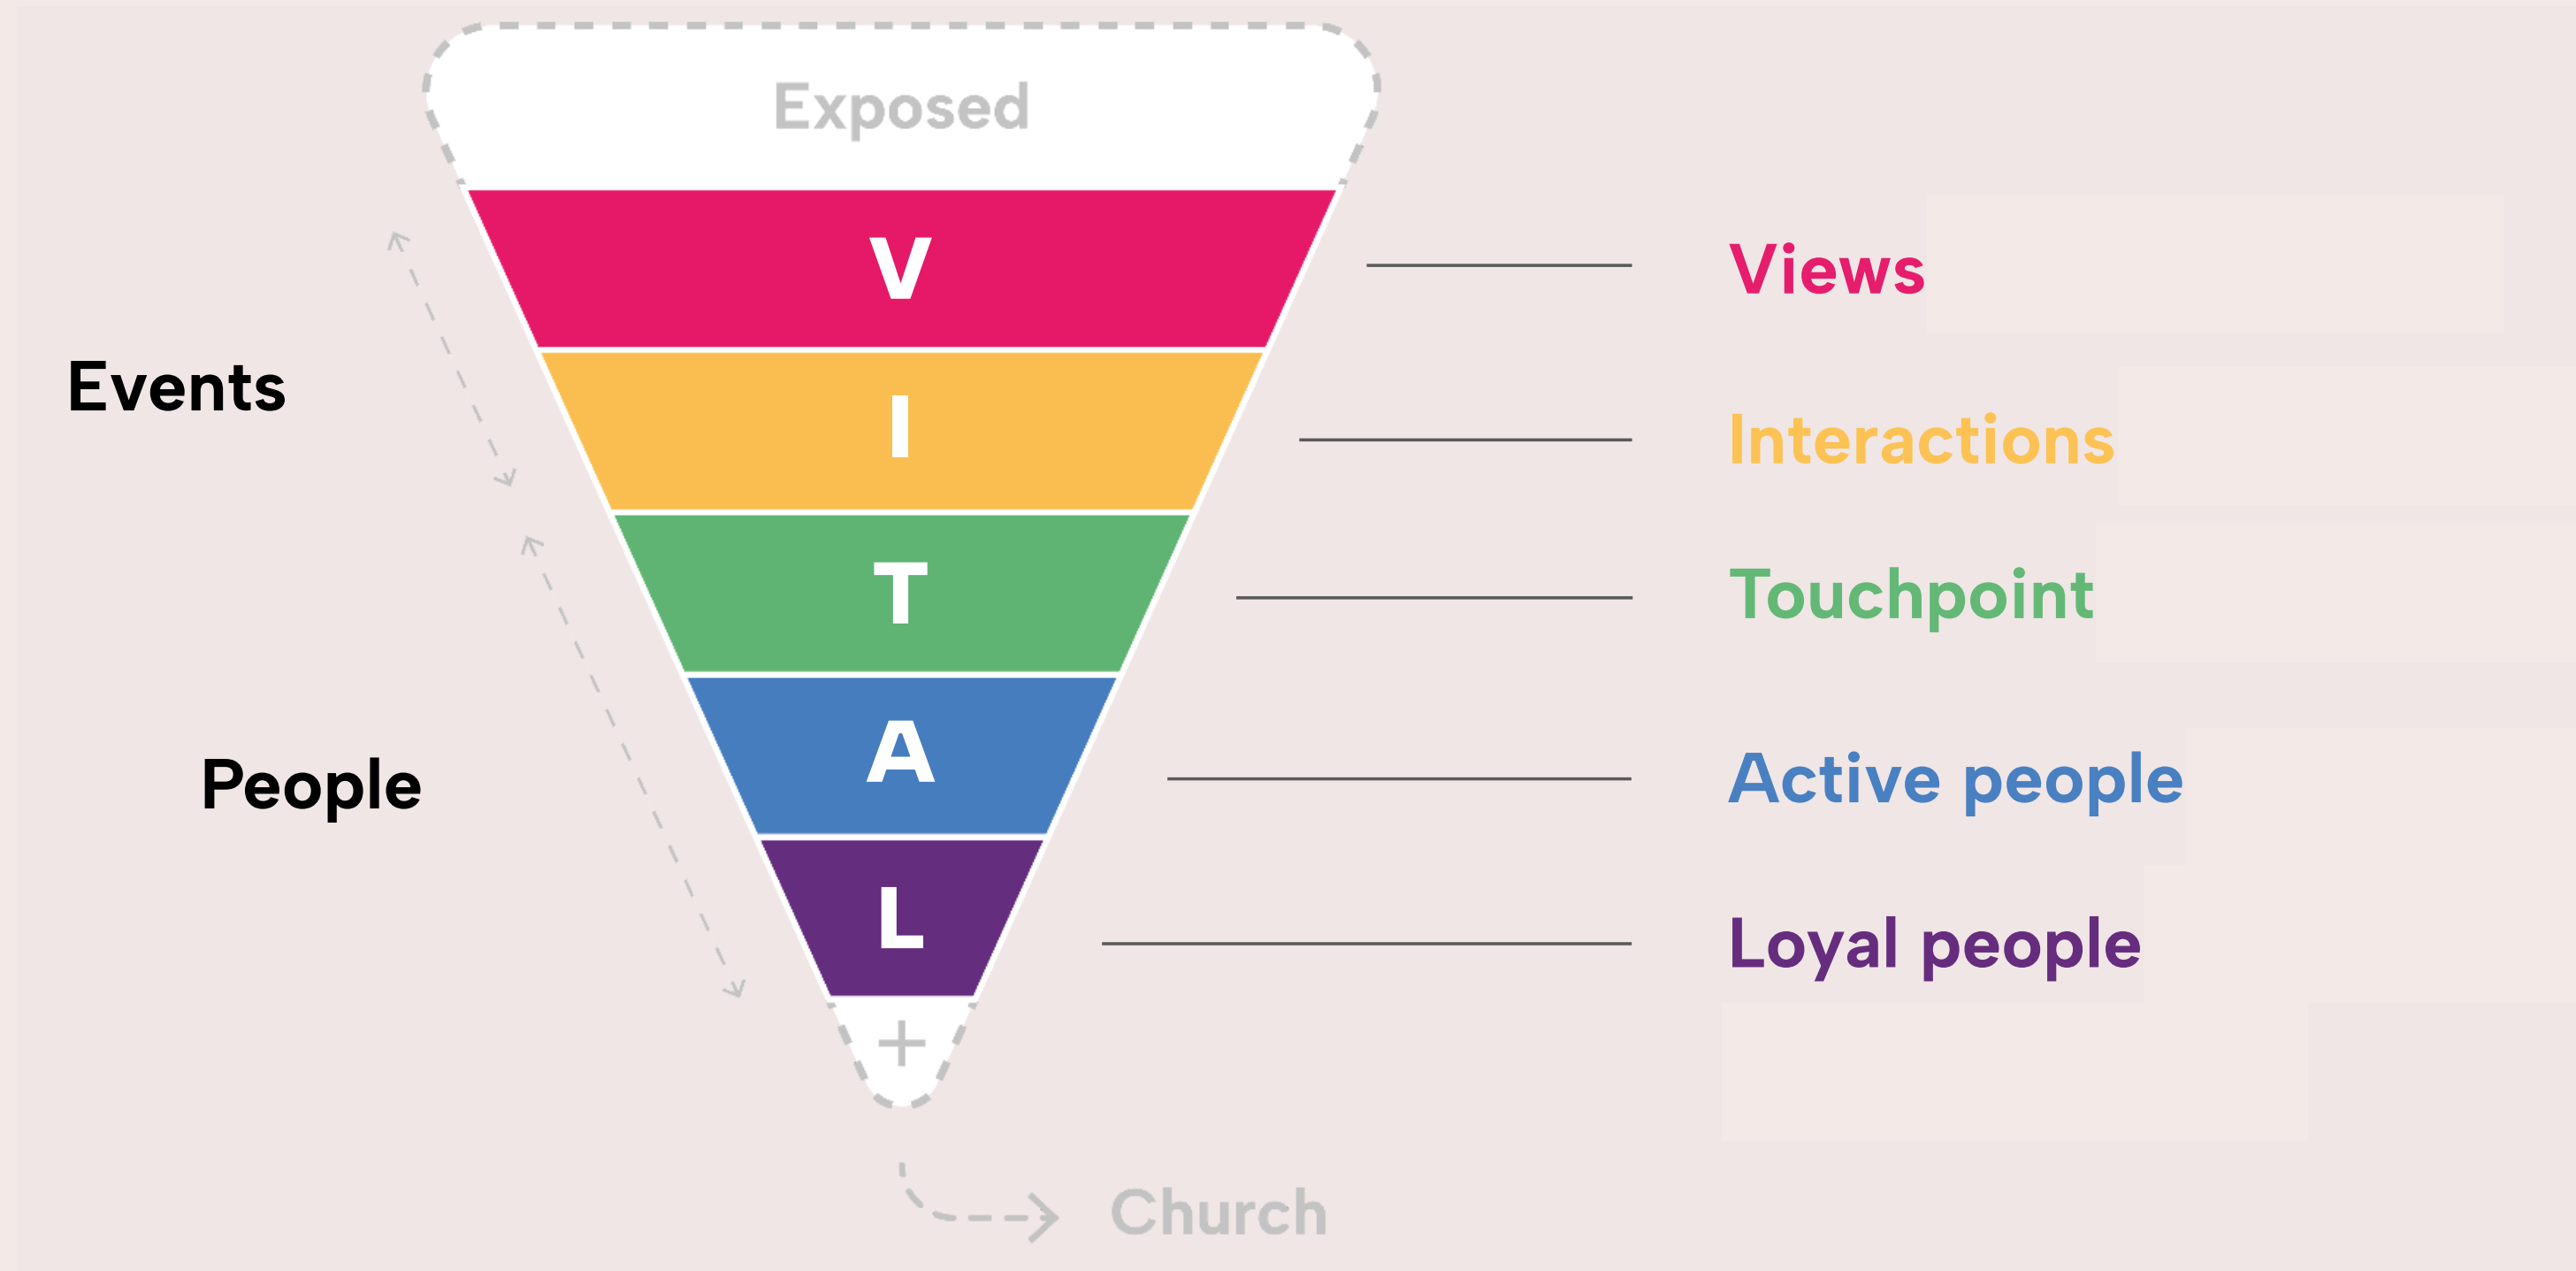 Exposed
V
Views
Events
I
Interactions
T
Touchpoint
People
A
Active people
L
Loyal people
+
Church